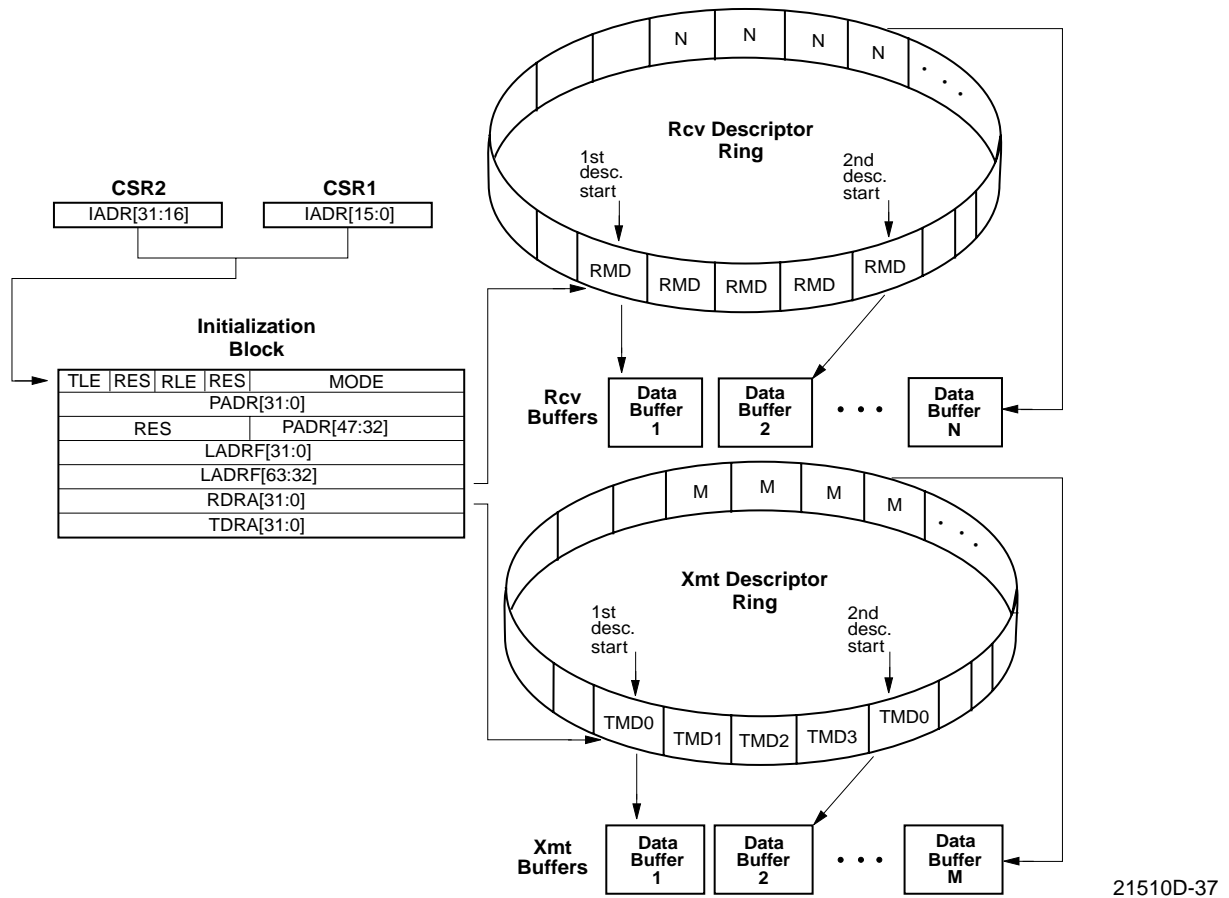 N N N N
Rcv Descriptor
Ring
1st
desc.
start
2nd
desc.
start
RMD RMD RMD RMD RMD
CSR2
CSR1
IADR[31:16]
IADR[15:0]
Initialization
Block
TLE RES RLE RES MODE
PADR[31:0]
RES PADR[47:32]
LADRF[31:0]
LADRF[63:32]
RDRA[31:0]
TDRA[31:0]
Rcv
Buffers
Data
Buffer
1
Data
Buffer
2
• • •
Data
Buffer
N
M M M M
Xmt Descriptor
Ring
1st
desc.
start
2nd
desc.
start
TMD0 TMD1 TMD2 TMD3 TMD0
Xmt
Buffers
Data
Buffer
1
Data
Buffer
2
• • •
Data
Buffer
M
21510D-37